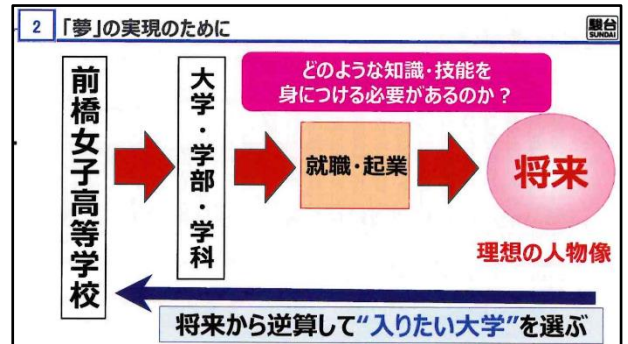 2 「夢」の実現のために
駿台
SUNDAI
前橋女子高等学校
大学・学部・学科
どのような知識・技能を
身につける必要があるのか？
就職・起業
将来
理想の人物像
将来から逆算して“入りたい大学”を選ぶ